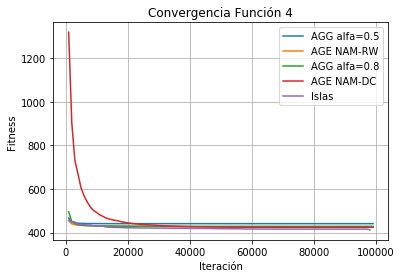 Convergencia Función 4
Fitness
1200
1000
800
600
400
AGG alfa=0.5
AGE NAM-RW
AGG alfa=0.8
AGE NAM-DC
Islas
0 20000 40000 60000 80000 100000
Iteración